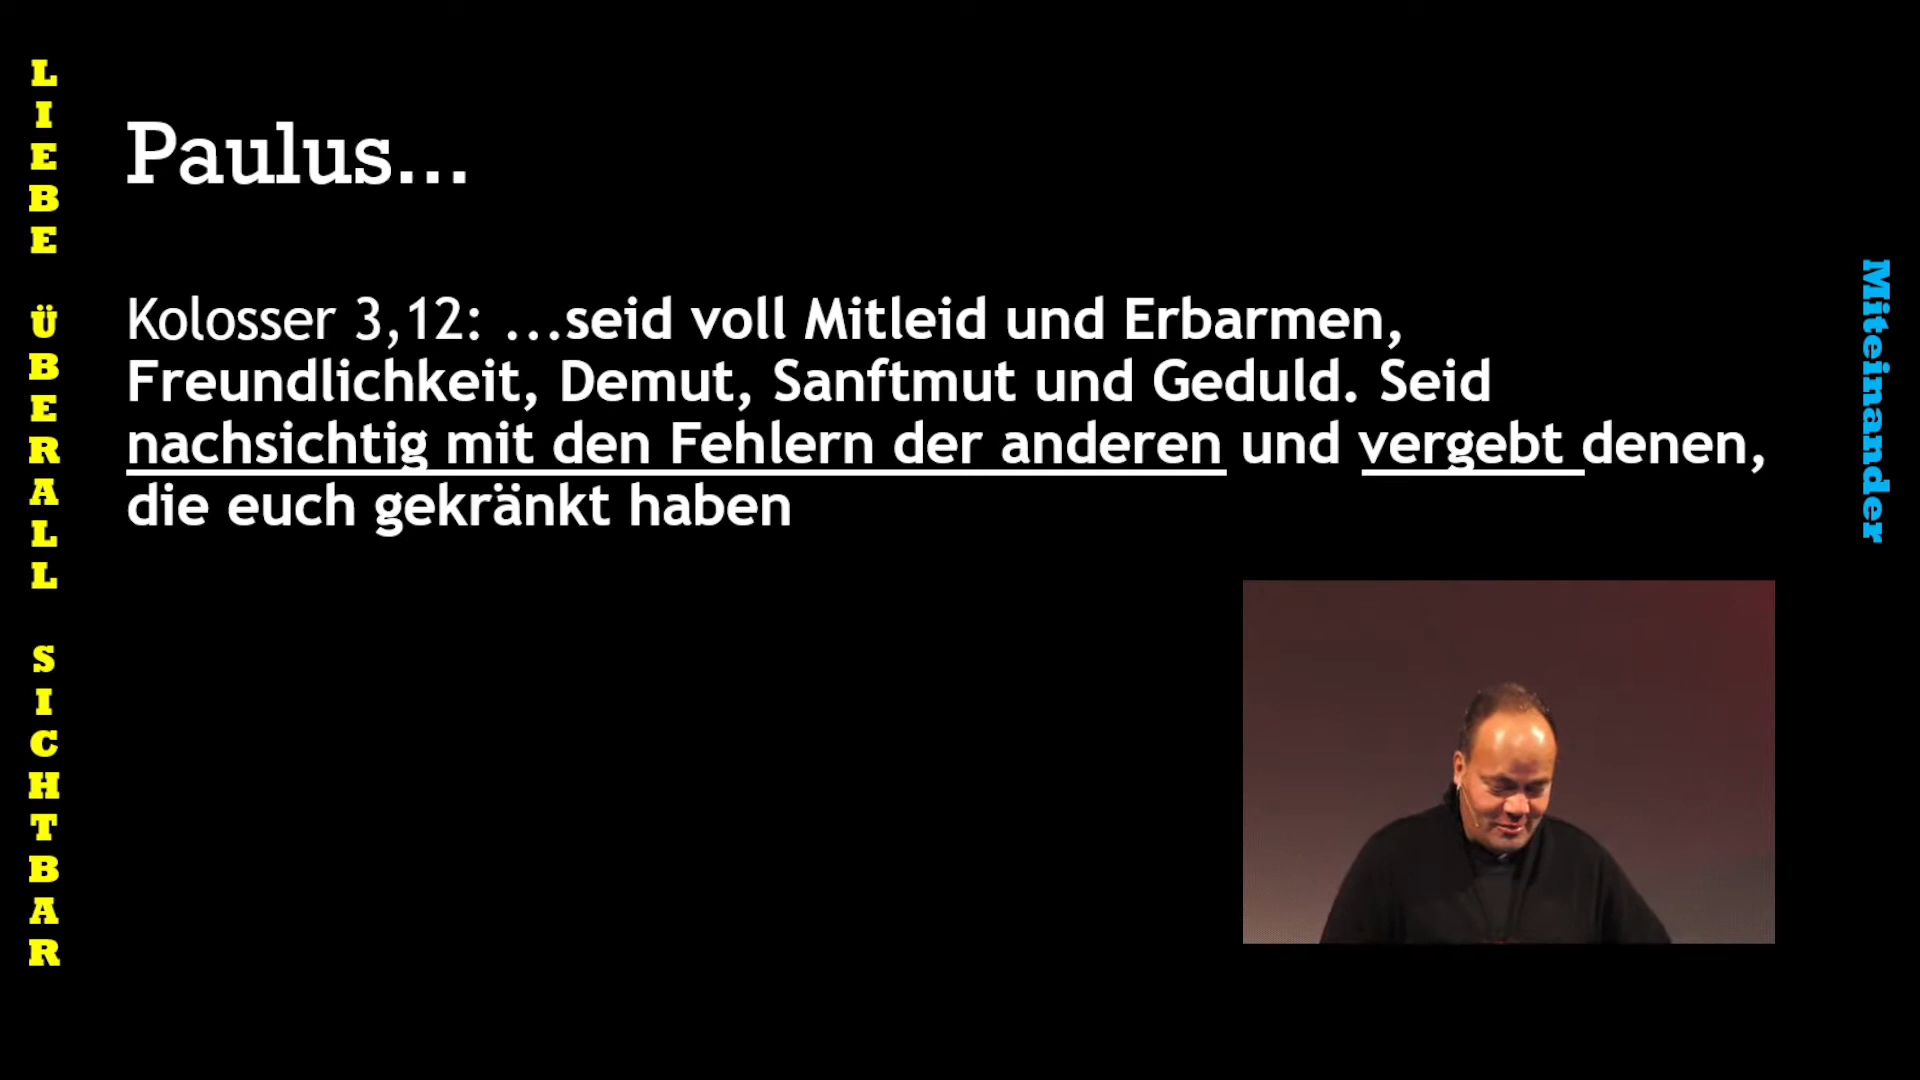 LIEBE ÜBERALL SICHTBAR
Paulus...
Kolosser 3,12: ...seid voll Mitleid und Erbarmen,
Freundlichkeit, Demut, Sanftmut und Geduld. Seid
nachsichtig mit den Fehlern der anderen und vergebt denen,
die euch gekränkt haben
Miteinander